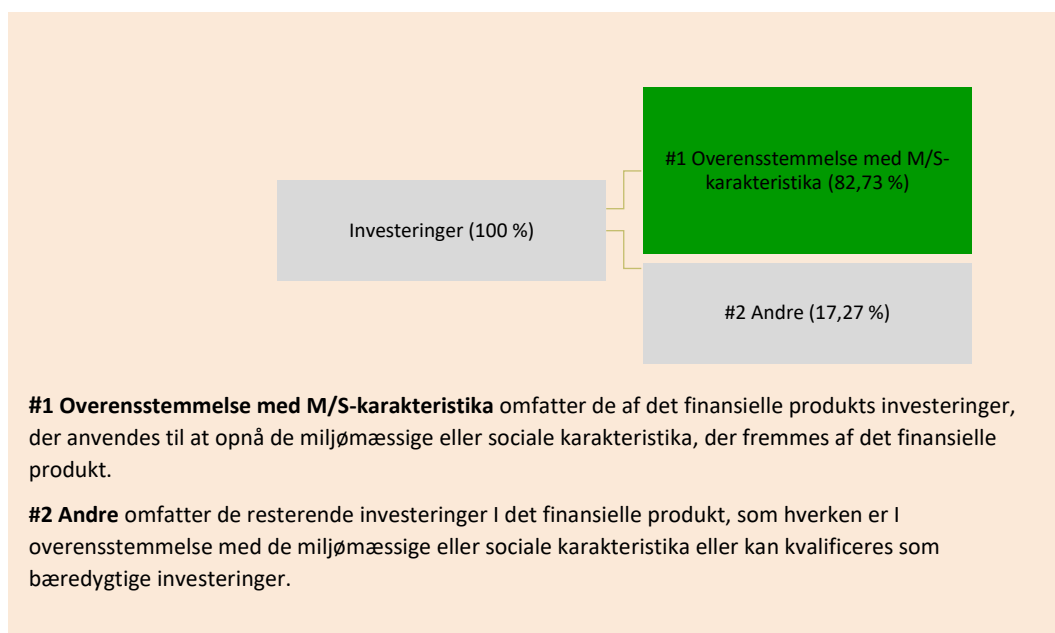 #1 Overensstemmelse med M/S-
karakteristika (82,73 %)
Investeringer (100 %)
#2 Andre (17,27 %)
#1 Overensstemmelse med M/S-karakteristika omfatter de af det finansielle produkts investeringer,
der anvendes til at opnå de miljømæssige eller sociale karakteristika, der fremmes af det finansielle
produkt.
#2 Andre omfatter de resterende investeringer I det finansielle produkt, som hverken er I
overensstemmelse med de miljømæssige eller sociale karakteristika eller kan kvalificeres som
bæredygtige investeringer.